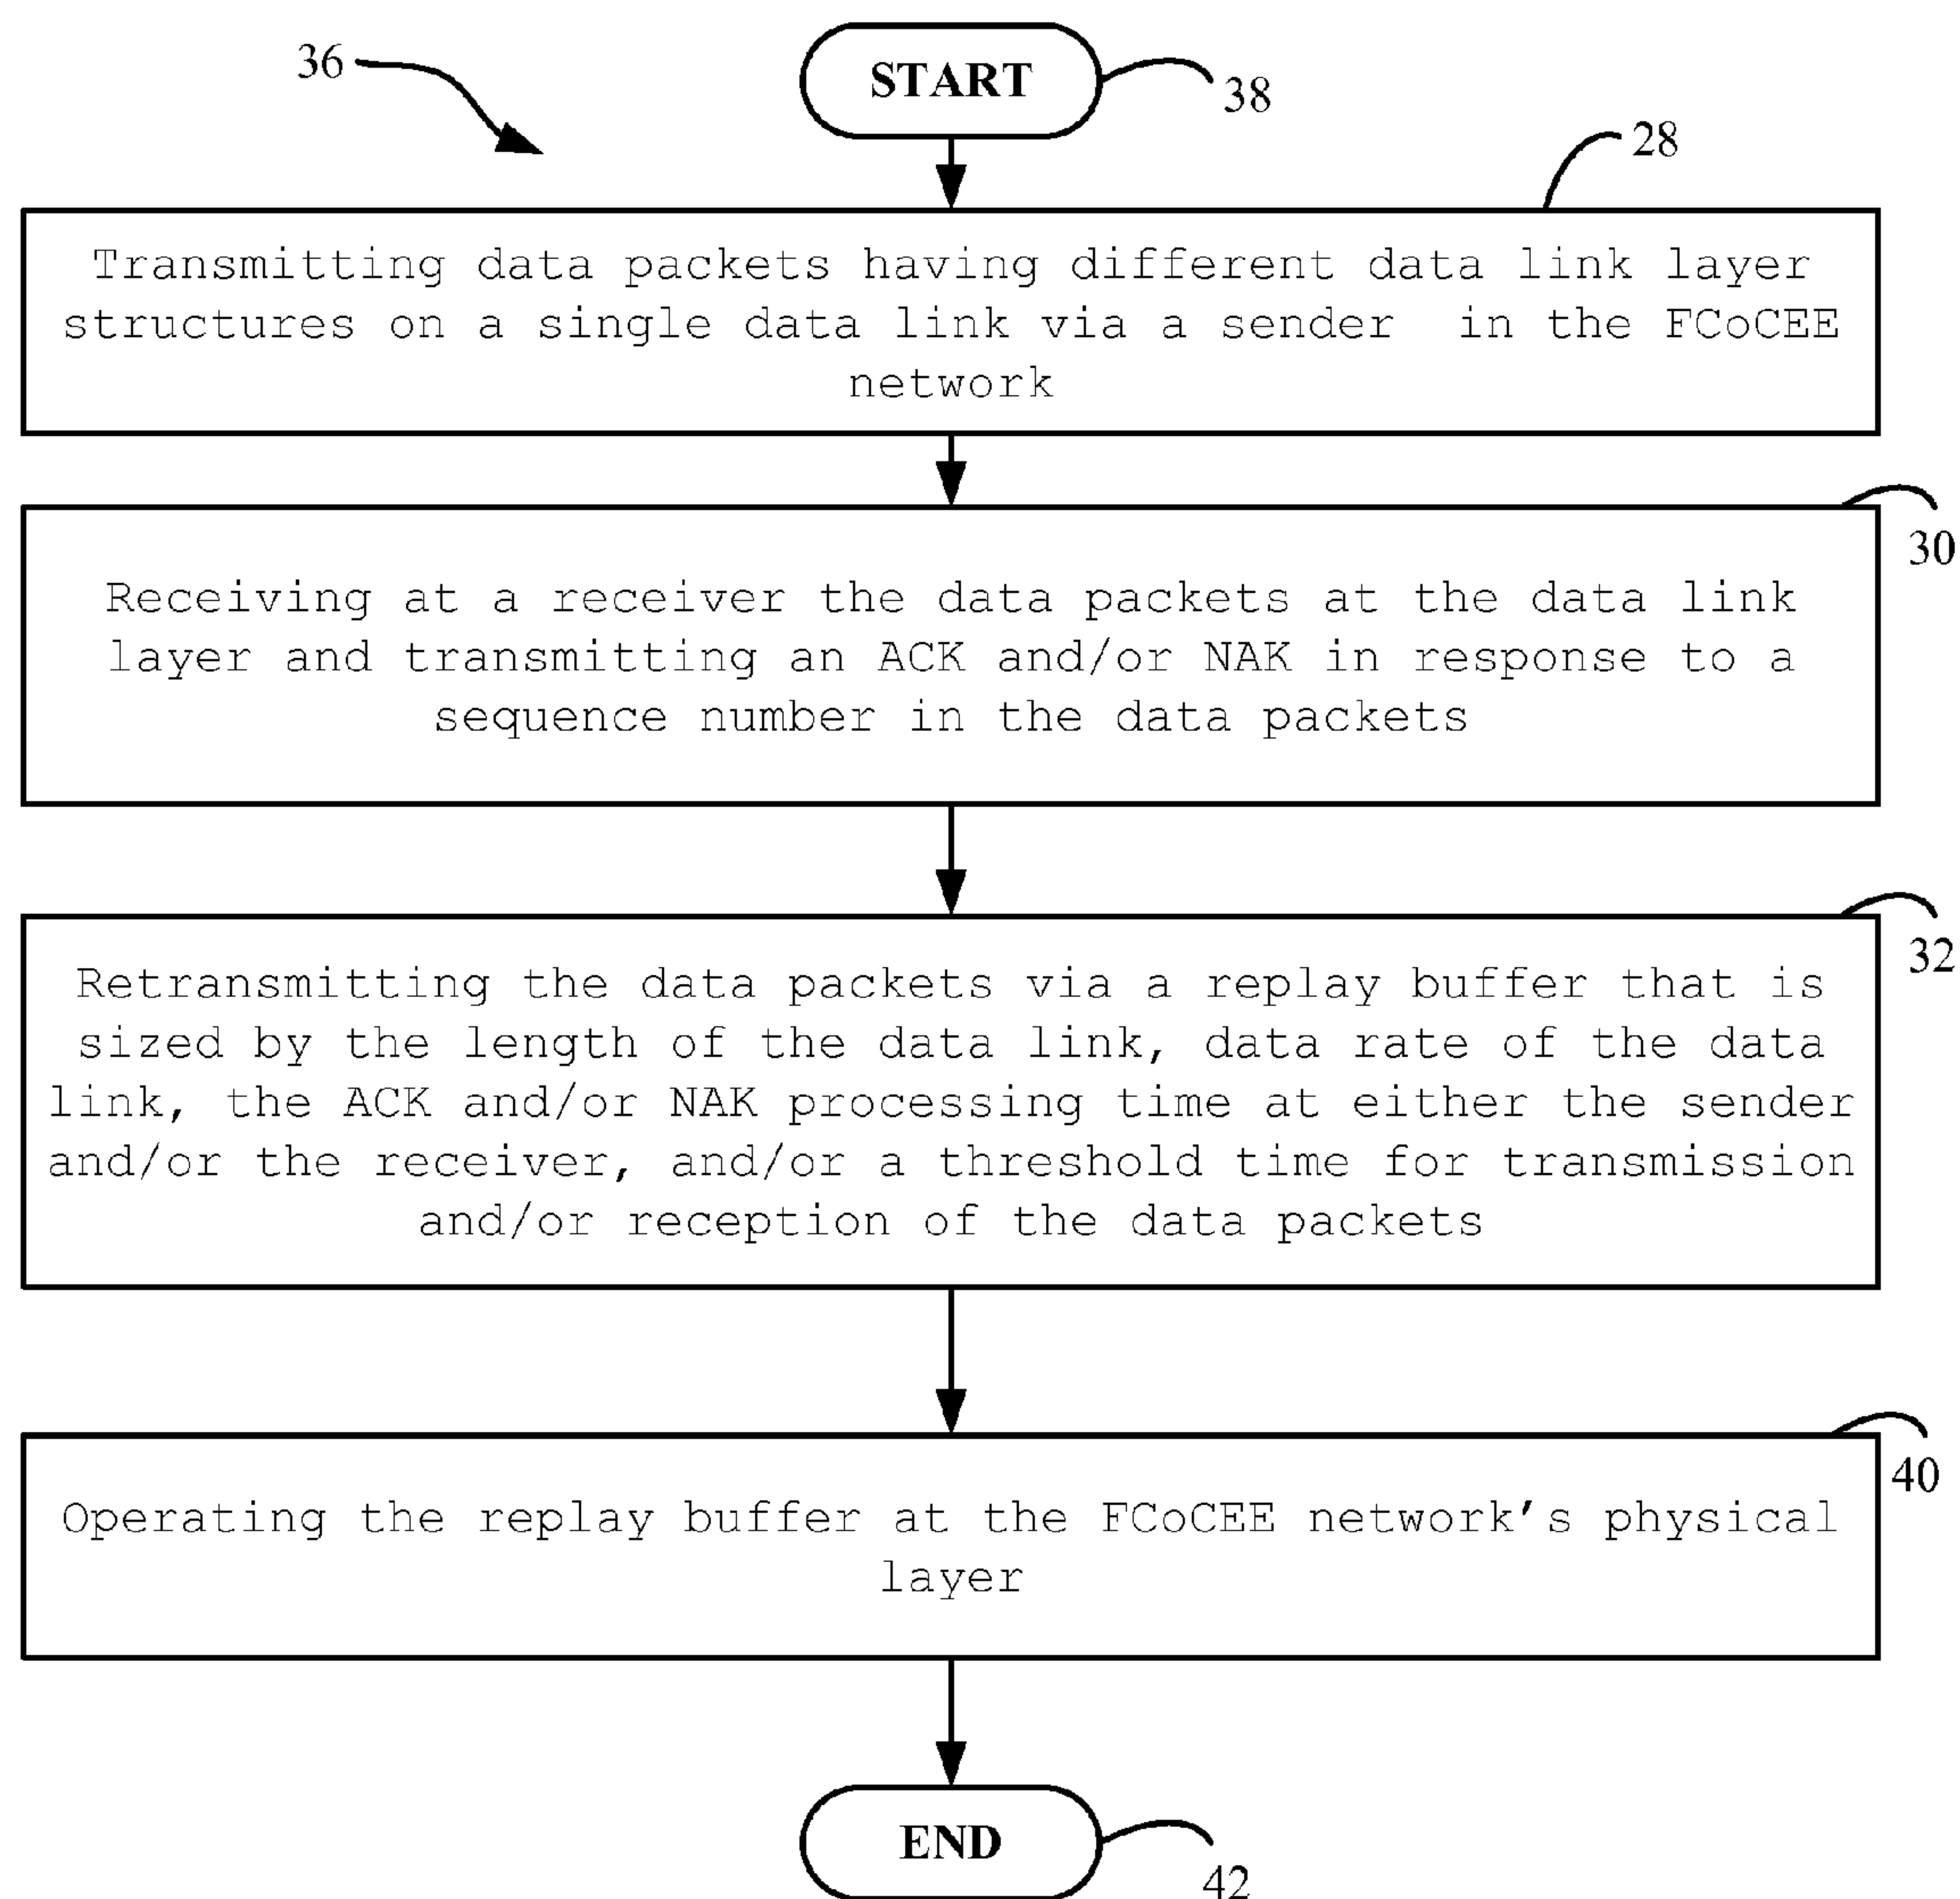 36
START
38
28
Transmitting data packets having different data link layer
structures on a single data link via a sender in the FCoCEE
network
30
Receiving at a receiver the data packets at the data link
layer and transmitting an ACK and/or NAK in response to a
sequence number in the data packets
32
Retransmitting the data packets via a replay buffer that is
sized by the length of the data link, data rate of the data
link, the ACK and/or NAK processing time at either the sender
and/or the receiver, and/or a threshold time for transmission
and/or reception of the data packets
40
Operating the replay buffer at the FCoCEE network's physical
layer
END
42